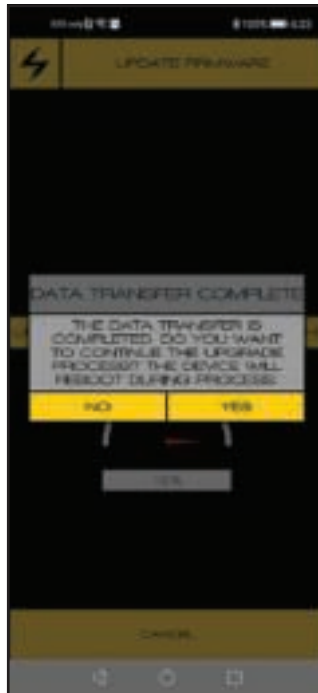 UPDATE FIRMWARE
DATA TRANSFER COMPLETE
THE DATA TRANSFER IS
COMPLETED. DO YOU WANT
TO CONTINUE THE UPGRADE
PROCESS? THE DEVICE WILL
REBOOT DURING PROCESS.
NO YES
CANCEL